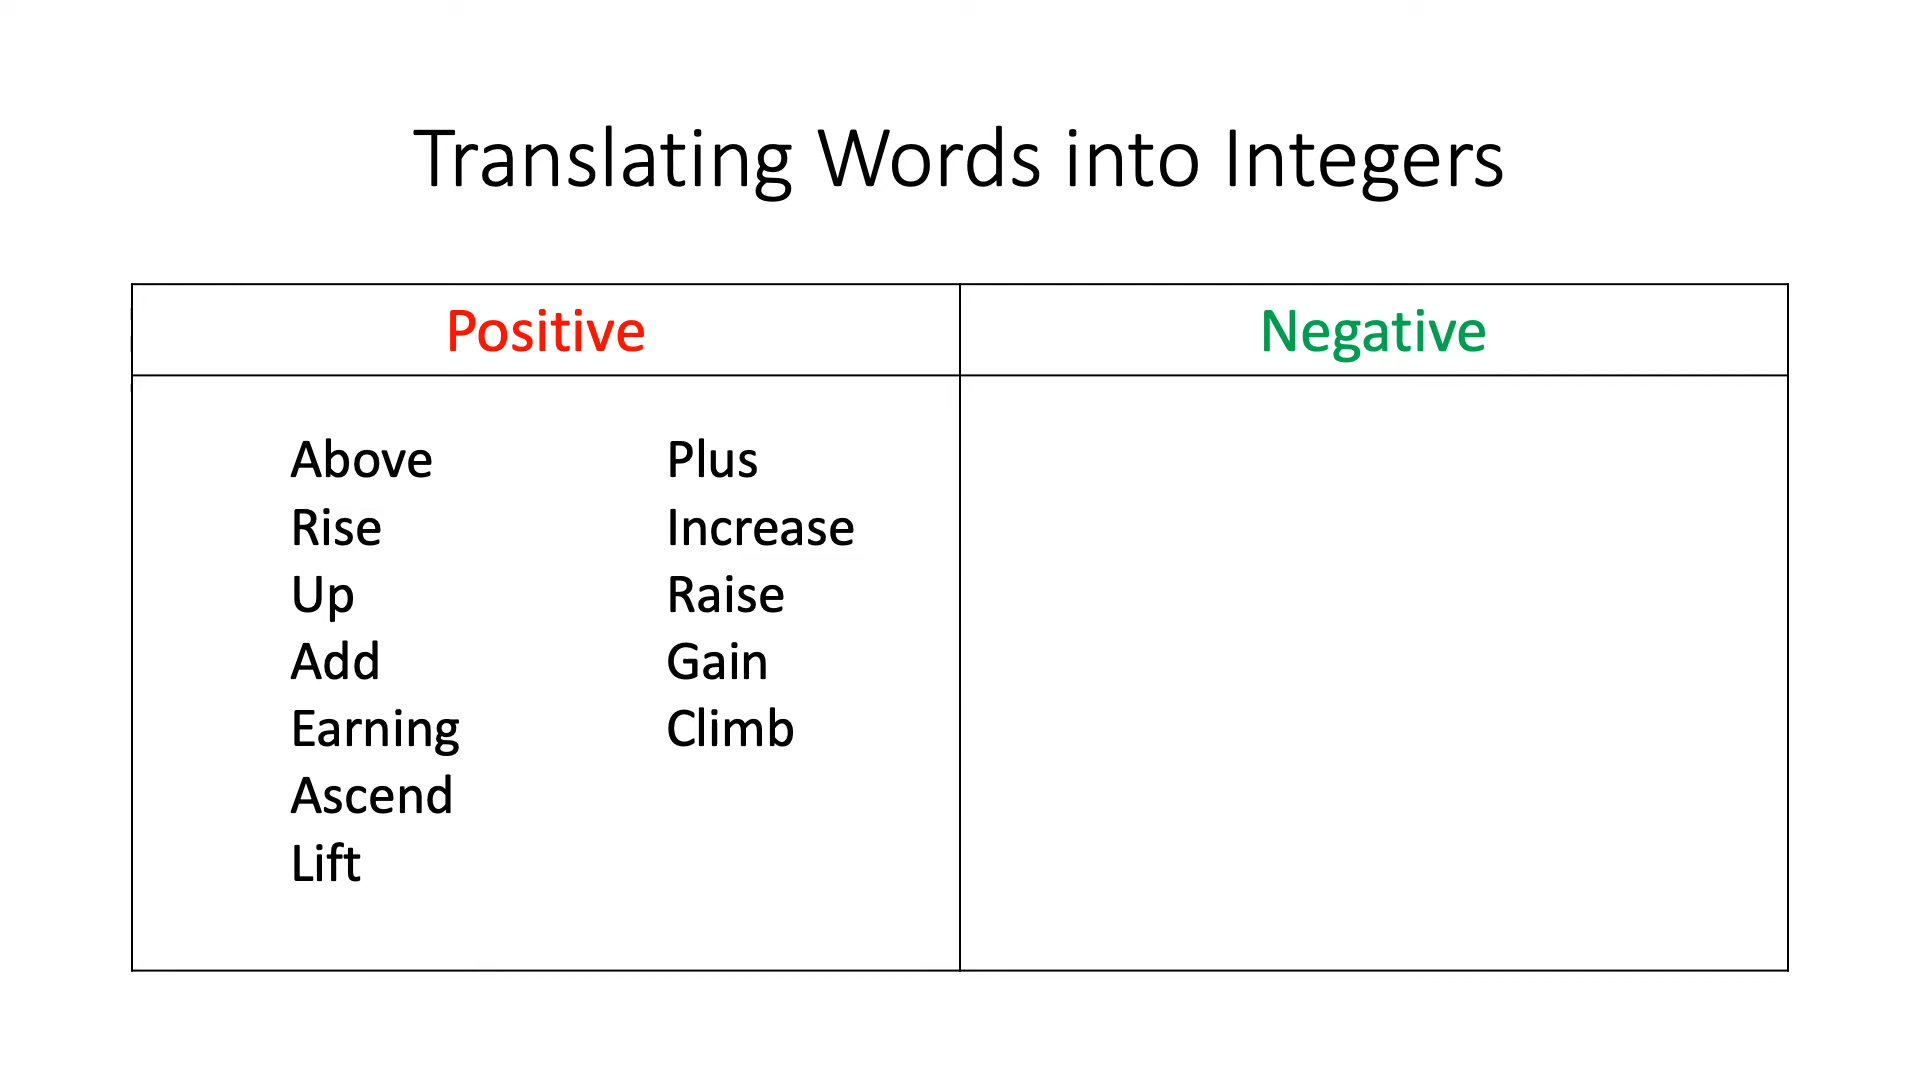 Translating Words into Integers
Positive
Negative
Above
Rise
Up
Add
Earning
Ascend
Lift
Plus
Increase
Raise
Gain
Climb